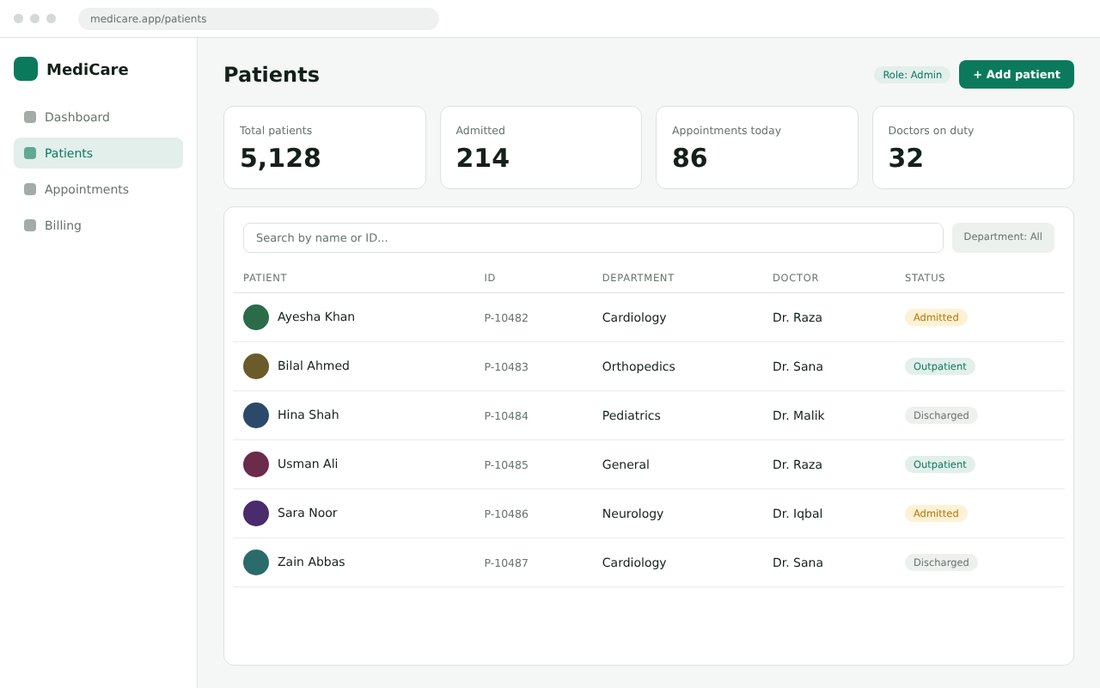 medicare.app/patients
MediCare
Dashboard
Patients
Appointments
Billing
Patients
Role: Admin
+ Add patient
Total patients
5,128
Admitted
214
Appointments today
86
Doctors on duty
32
Search by name or ID...
Department: All
PATIENT ID DEPARTMENT DOCTOR STATUS
Ayesha Khan P-10482 Cardiology Dr. Raza Admitted
Bilal Ahmed P-10483 Orthopedics Dr. Sana Outpatient
Hina Shah P-10484 Pediatrics Dr. Malik Discharged
Usman Ali P-10485 General Dr. Raza Outpatient
Sara Noor P-10486 Neurology Dr. Iqbal Admitted
Zain Abbas P-10487 Cardiology Dr. Sana Discharged